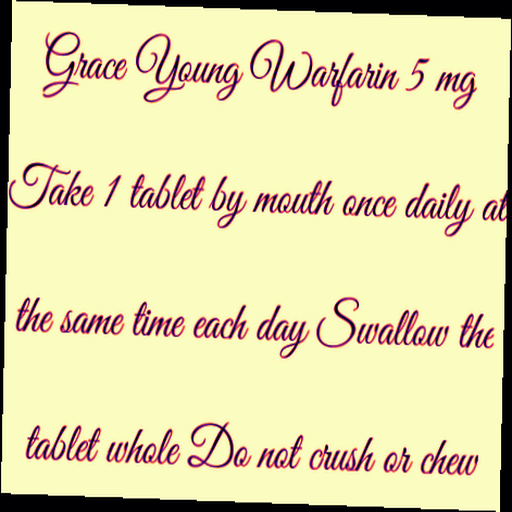 Grace Young Warfarin 5 mg
Take 1 tablet by mouth once daily at
the same time each day Swallow the
tablet whole Do not crush or chew